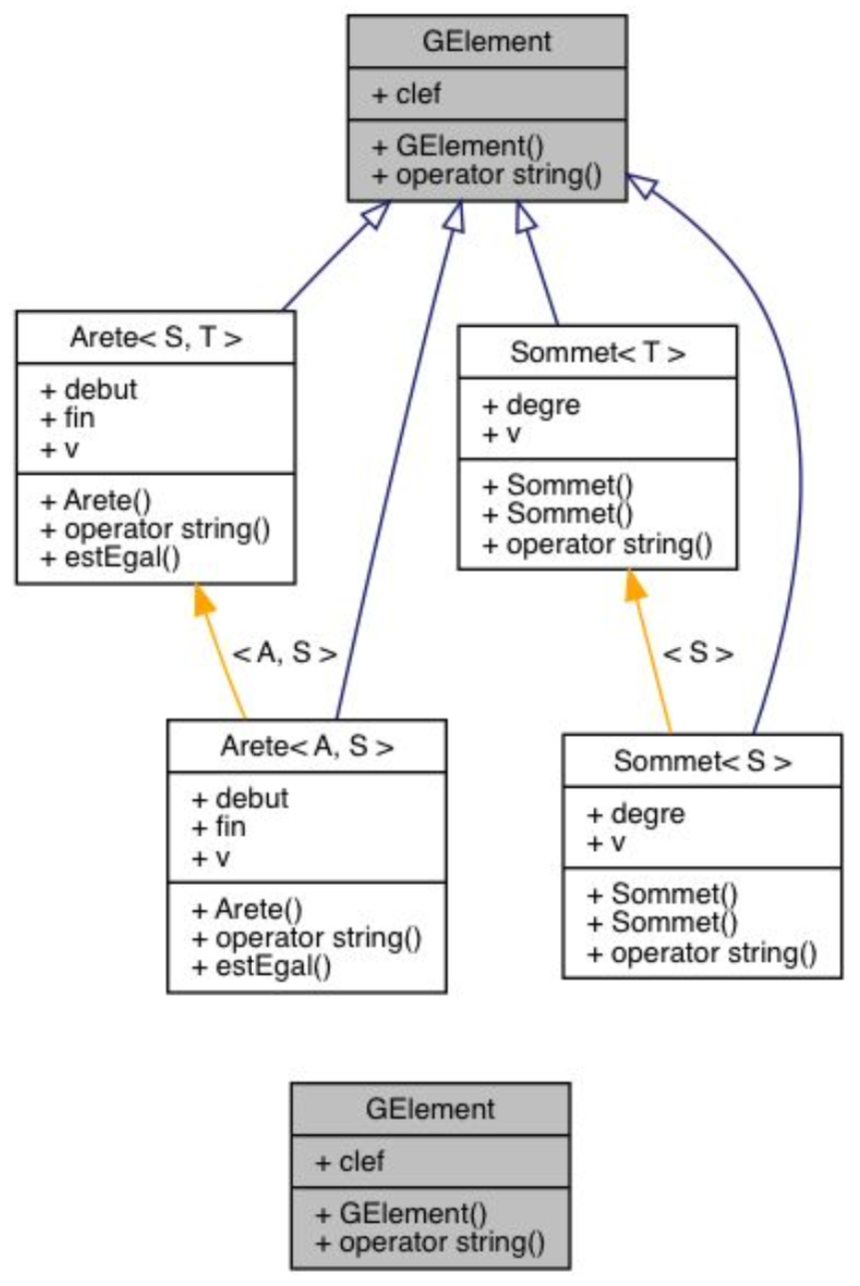 GElement
+ clef
+ GElement()
+ operator string()
Arete< S, T >
+ debut
+ fin
+ v
+ Arete()
+ operator string()
+ estEgal()
Sommet< T >
+ degre
+ v
+ Sommet()
+ Sommet()
+ operator string()
< A, S >
< S >
Arete< A, S >
+ debut
+ fin
+ v
+ Arete()
+ operator string()
+ estEgal()
Sommet< S >
+ degre
+ v
+ Sommet()
+ Sommet()
+ operator string()
GElement
+ clef
+ GElement()
+ operator string()